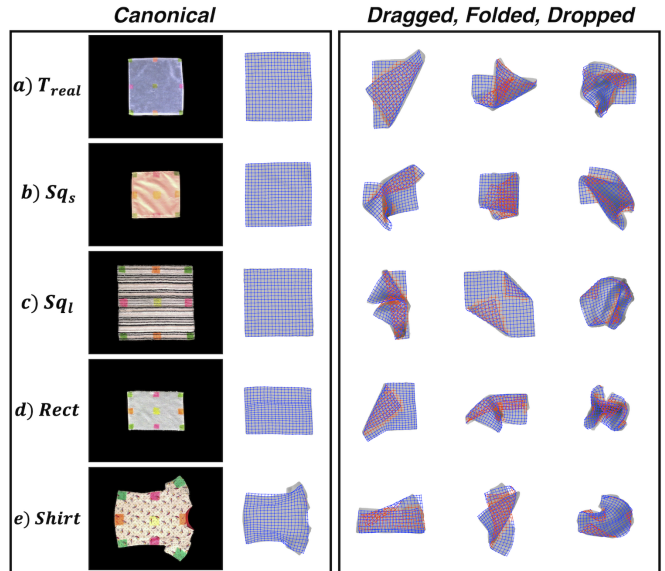 Canonical
Dragged, Folded, Dropped
a) T_real
b) Sq_s
c) Sq_l
d) Rect
e) Shirt